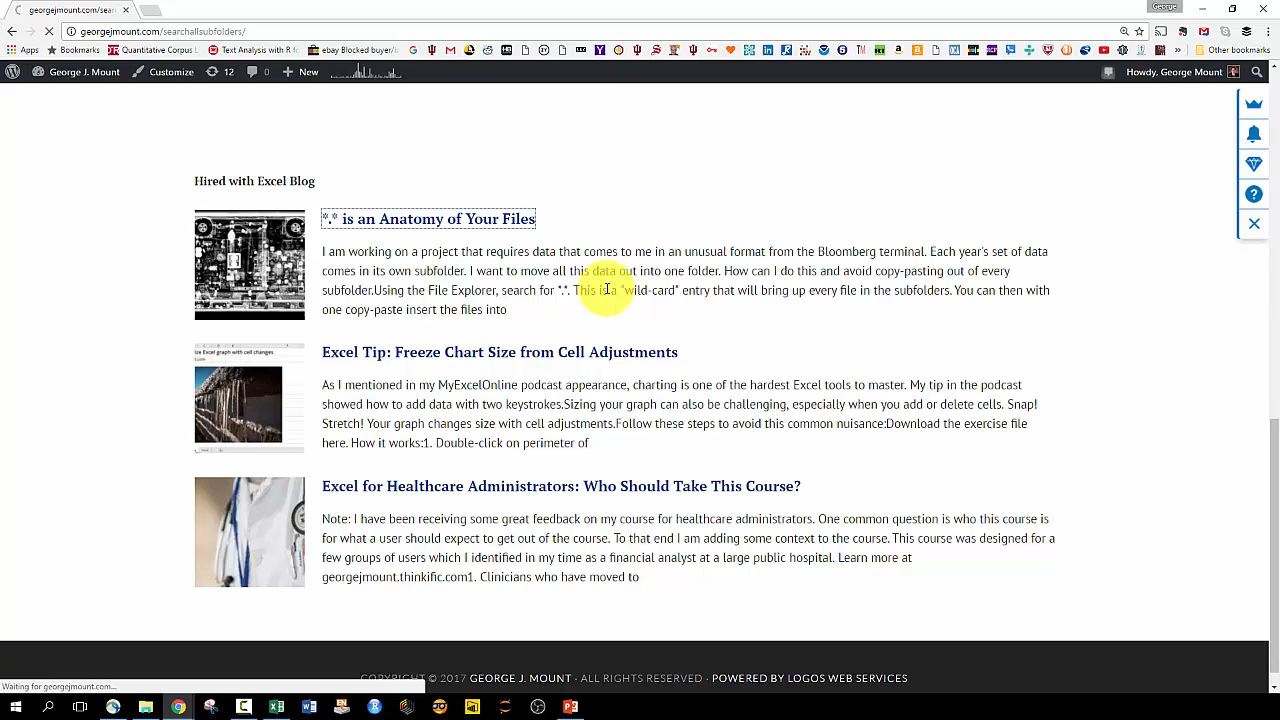 georgejmount.com/sear
George
georgejmount.com/searchallsubfolders/
Apps
Bookmarks
Quantitative Corpus L
Text Analysis with R f
ebay Blocked buyer/b
Other bookmarks
George J. Mount
Customize
12
0
New
Howdy, George Mount
Hired with Excel Blog
*.* is an Anatomy of Your Files
I am working on a project that requires data that comes to me in an unusual format from the Bloomberg terminal. Each year's set of data
comes in its own subfolder. I want to move all this data out into one folder. How can I do this and avoid copy-pasting out of every
subfolder.Using the File Explorer, search for *.*. This is a "wild-card" entry that will bring up every file in the subfolders. You can then with
one copy-paste insert the files into
Excel Tip: Freeze Chart Size from Cell Adjustments
As I mentioned in my MyExcelOnline podcast appearance, charting is one of the hardest Excel tools to master. My tip in the podcast
showed how to add data with two keystrokes.Sizing your graph can also be challenging, especially when you add or delete cells. Snap!
Stretch! Your graph changes size with cell adjustments.Follow these steps to avoid this common nuisance:Download the exercise file
here. How it works:1. Double-click on perimeter of
Excel for Healthcare Administrators: Who Should Take This Course?
Note: I have been receiving some great feedback on my course for healthcare administrators. One common question is who this course is
for what a user should expect to get out of the course. To that end I am adding some context to the course. This course was designed for a
few groups of users which I identified in my time as a financial analyst at a large public hospital. Learn more at
georgejmount.thinkific.com1. Clinicians who have moved to
COPYRIGHT © 2017 GEORGE J. MOUNT · ALL RIGHTS RESERVED · POWERED BY LOGOS WEB SERVICES
Waiting for georgejmount.com...